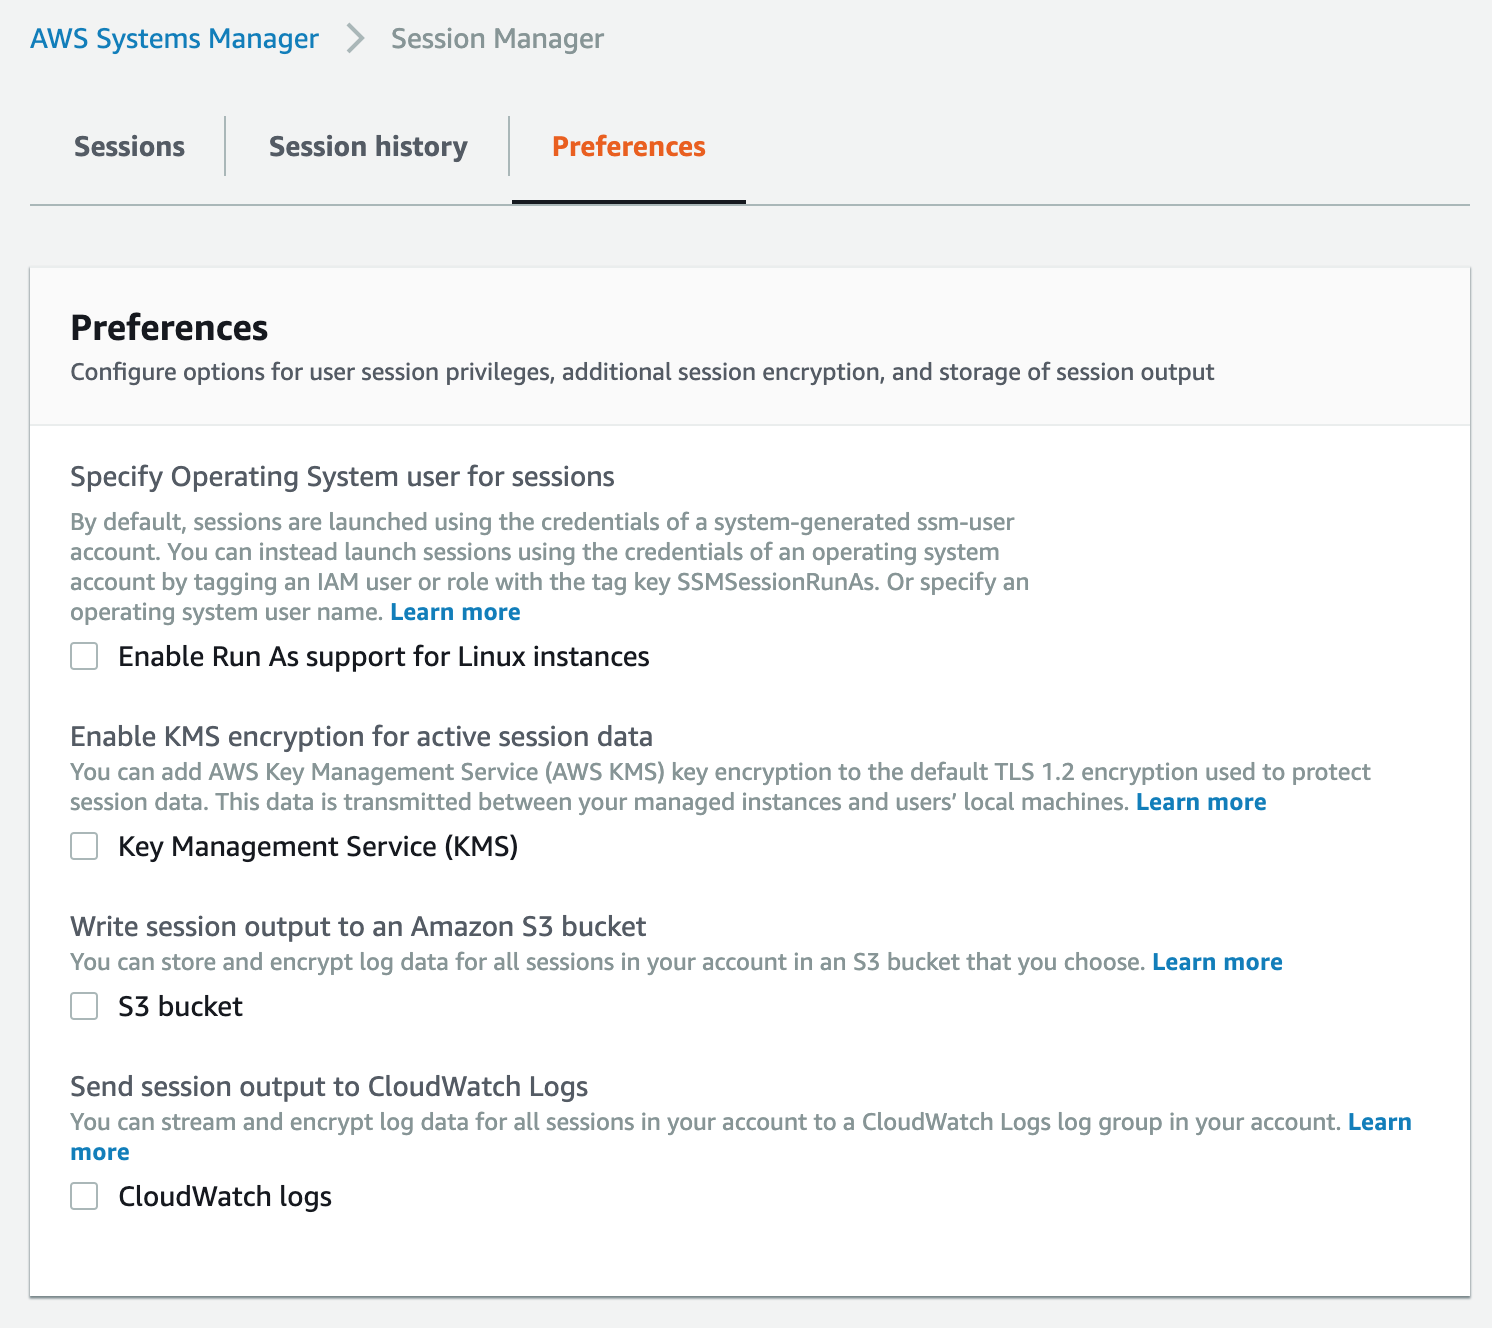 AWS Systems Manager > Session Manager
Sessions Session history Preferences
Preferences
Configure options for user session privileges, additional session encryption, and storage of session output
Specify Operating System user for sessions
By default, sessions are launched using the credentials of a system-generated ssm-user
account. You can instead launch sessions using the credentials of an operating system
account by tagging an IAM user or role with the tag key SSMSessionRunAs. Or specify an
operating system user name. Learn more
Enable Run As support for Linux instances
Enable KMS encryption for active session data
You can add AWS Key Management Service (AWS KMS) key encryption to the default TLS 1.2 encryption used to protect
session data. This data is transmitted between your managed instances and users’ local machines. Learn more
Key Management Service (KMS)
Write session output to an Amazon S3 bucket
You can store and encrypt log data for all sessions in your account in an S3 bucket that you choose. Learn more
S3 bucket
Send session output to CloudWatch Logs
You can stream and encrypt log data for all sessions in your account to a CloudWatch Logs log group in your account. Learn
more
CloudWatch logs